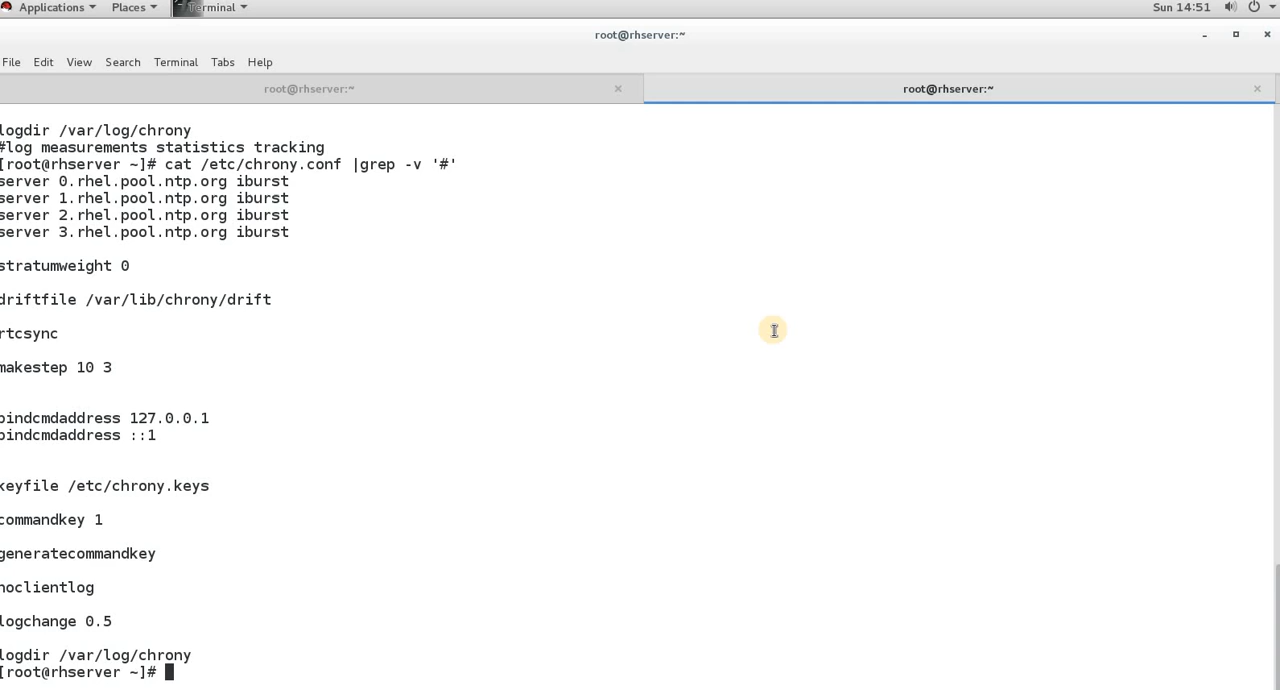 Applications Places Terminal Sun 14:51
root@rhserver:~
File Edit View Search Terminal Tabs Help
root@rhserver:~ root@rhserver:~
logdir /var/log/chrony
#log measurements statistics tracking
[root@rhserver ~]# cat /etc/chrony.conf |grep -v '#'
server 0.rhel.pool.ntp.org iburst
server 1.rhel.pool.ntp.org iburst
server 2.rhel.pool.ntp.org iburst
server 3.rhel.pool.ntp.org iburst
stratumweight 0
driftfile /var/lib/chrony/drift
rtcsync
makestep 10 3
bindcmdaddress 127.0.0.1
bindcmdaddress ::1
keyfile /etc/chrony.keys
commandkey 1
generatecommandkey
noclientlog
logchange 0.5
logdir /var/log/chrony
[root@rhserver ~]#